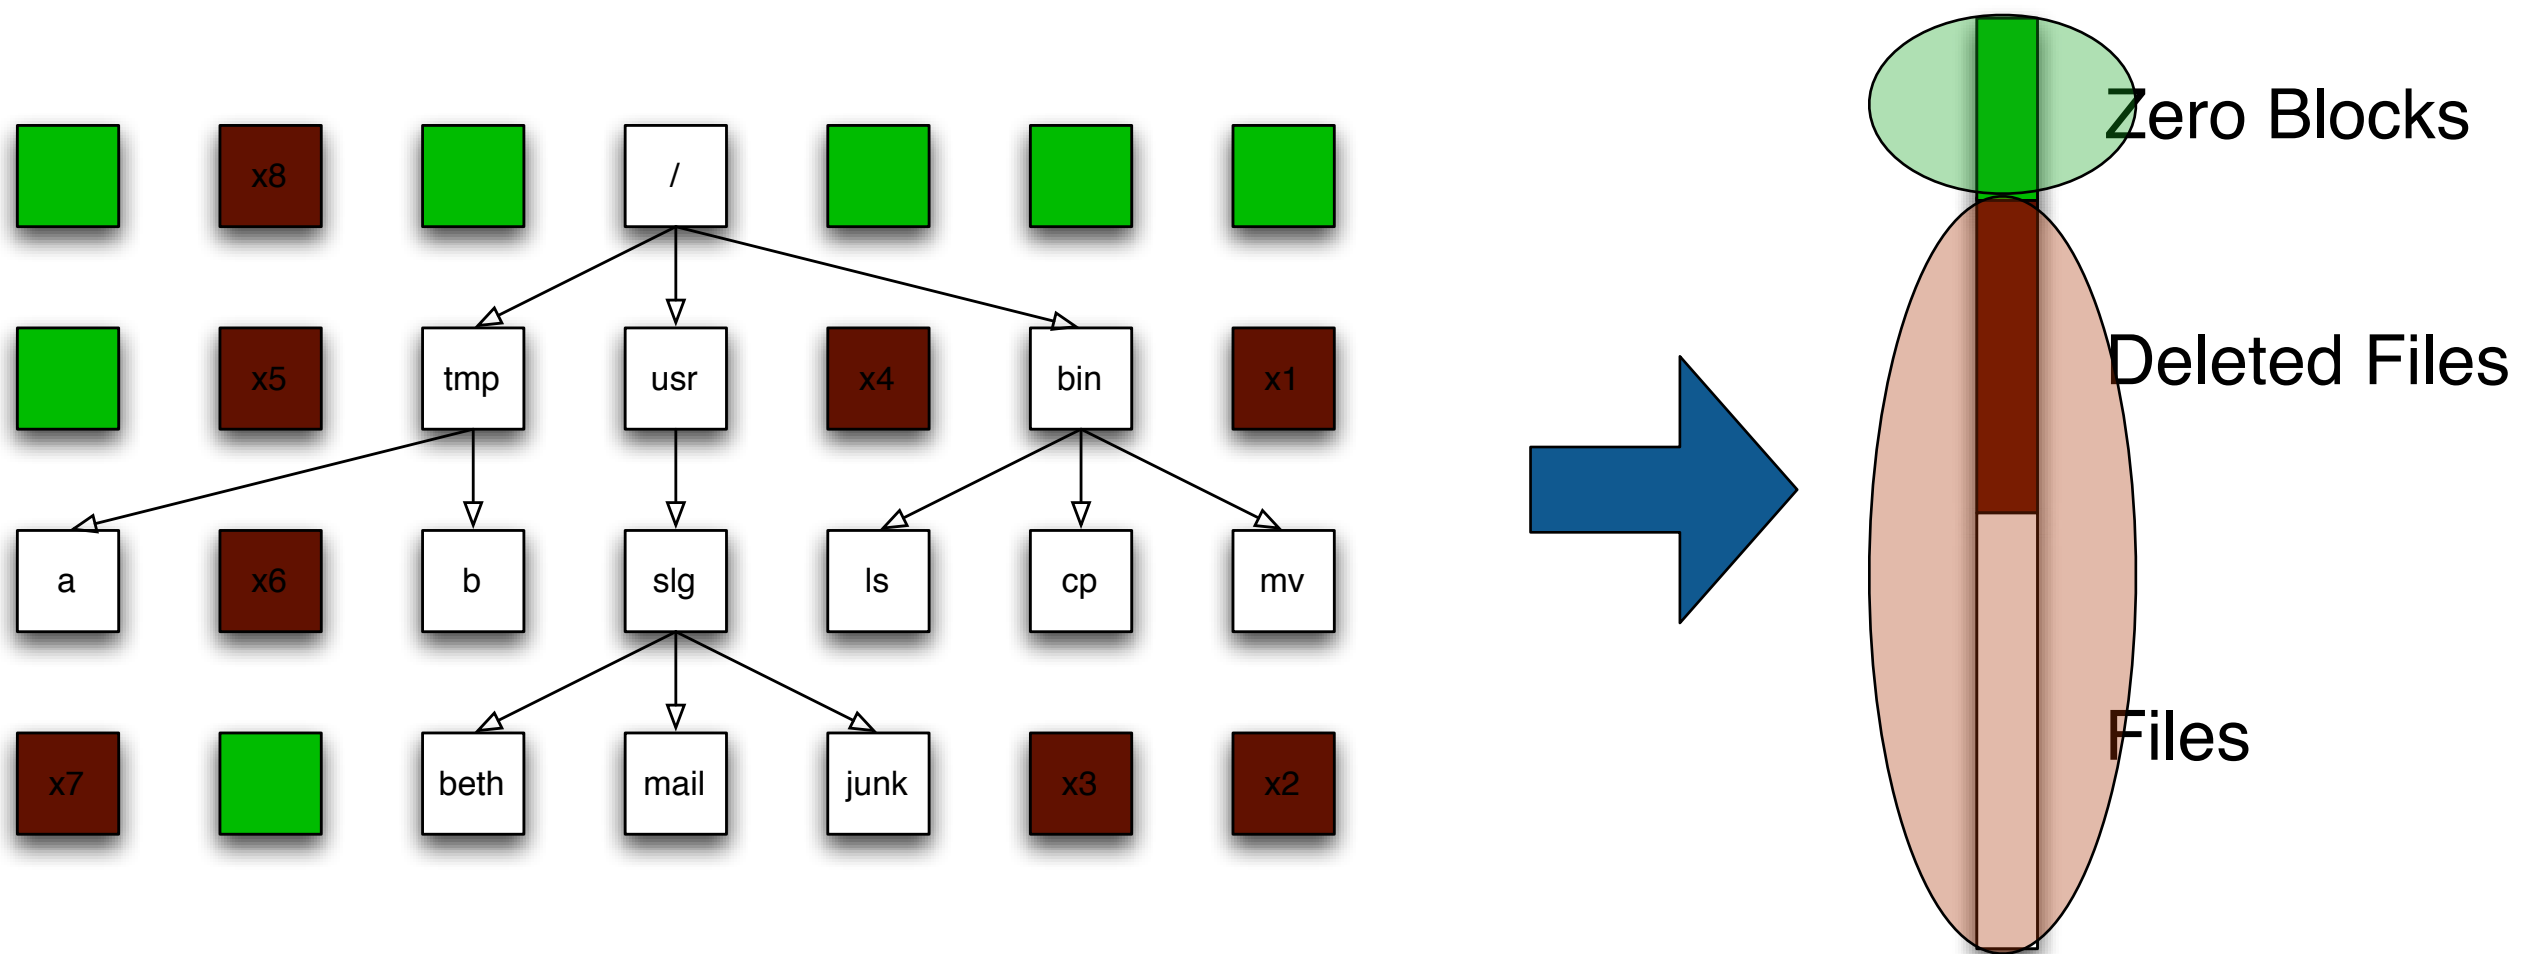 Zero Blocks
x8 /
x5 tmp usr x4 bin x1
Deleted Files
a x6 b slg ls cp mv
x7 beth mail junk x3 x2
Files